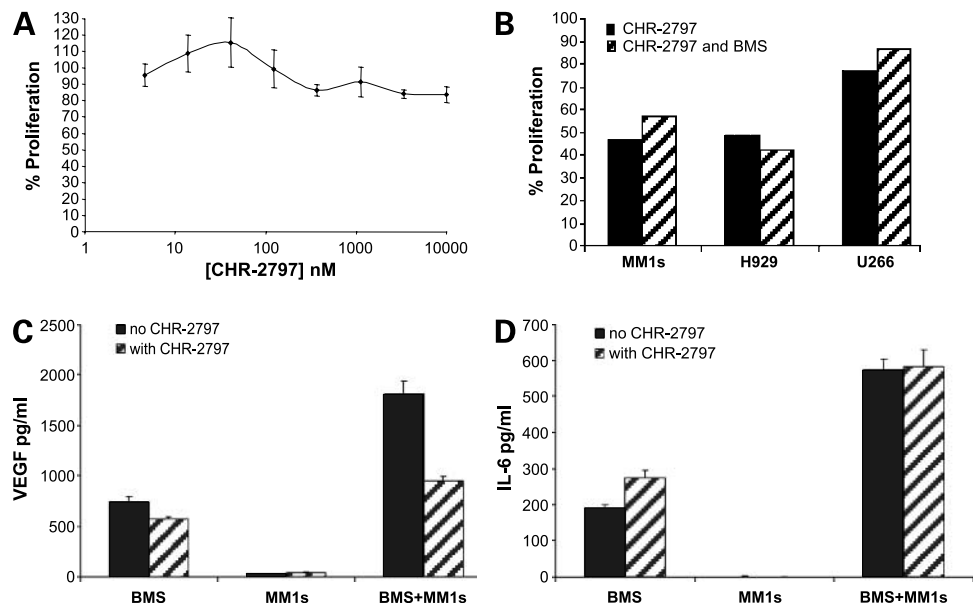 A
130
120
110
100
90
80
70
60
50
40
30
20
10
0
% Proliferation
1
10
100
1000
10000
[CHR-2797] nM
B
CHR-2797
CHR-2797 and BMS
100
90
80
70
60
50
40
30
20
10
0
% Proliferation
MM1s
H929
U266
C
no CHR-2797
with CHR-2797
2500
2000
1500
1000
500
0
VEGF pg/ml
BMS
MM1s
BMS+MM1s
D
no CHR-2797
with CHR-2797
700
600
500
400
300
200
100
0
IL-6 pg/ml
BMS
MM1s
BMS+MM1s